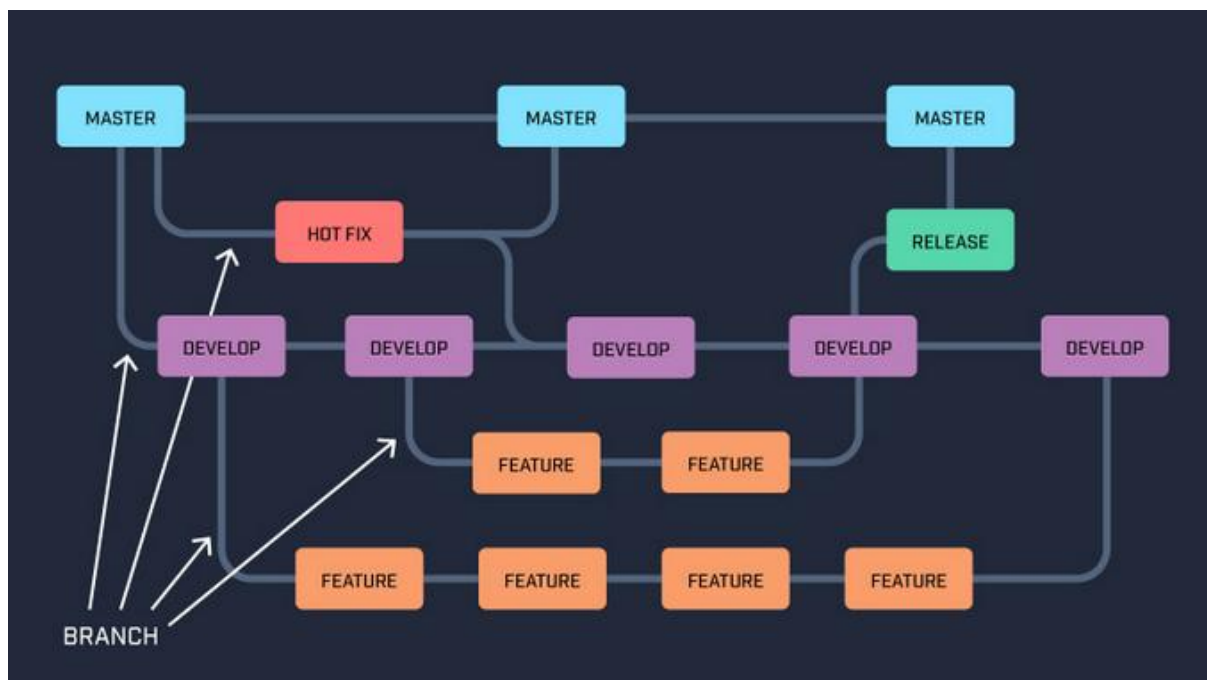 MASTER
MASTER
MASTER
HOT FIX
RELEASE
DEVELOP
DEVELOP
DEVELOP
DEVELOP
DEVELOP
FEATURE
FEATURE
FEATURE
FEATURE
FEATURE
FEATURE
BRANCH